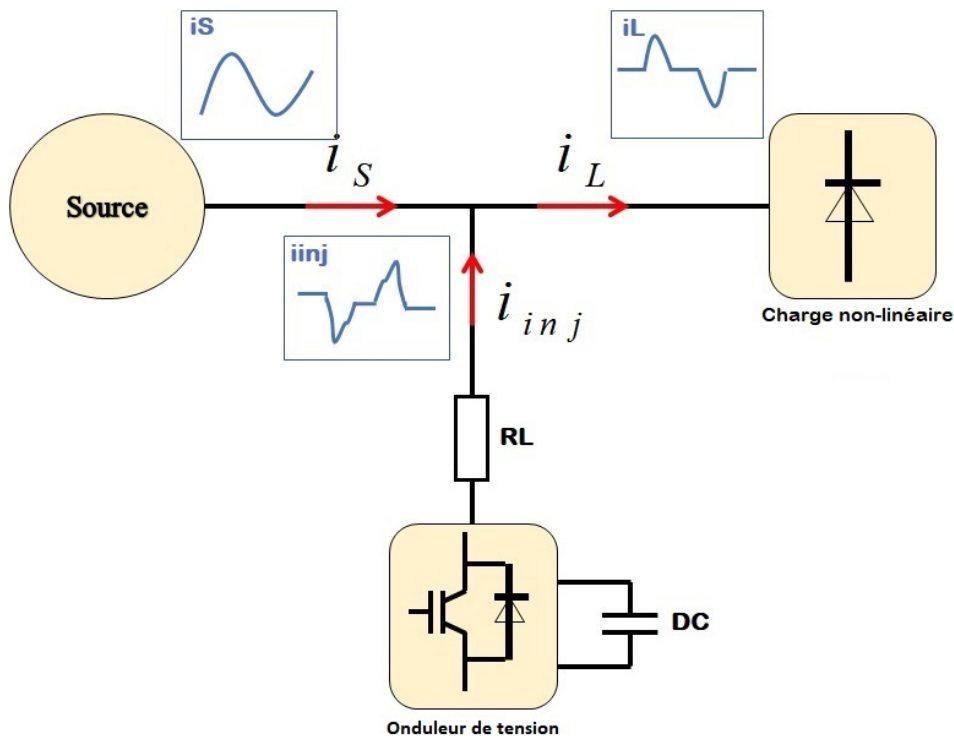 iS
iL
i S
i L
Source
iinj
i inj
Charge non-linéaire
RL
DC
Onduleur de tension